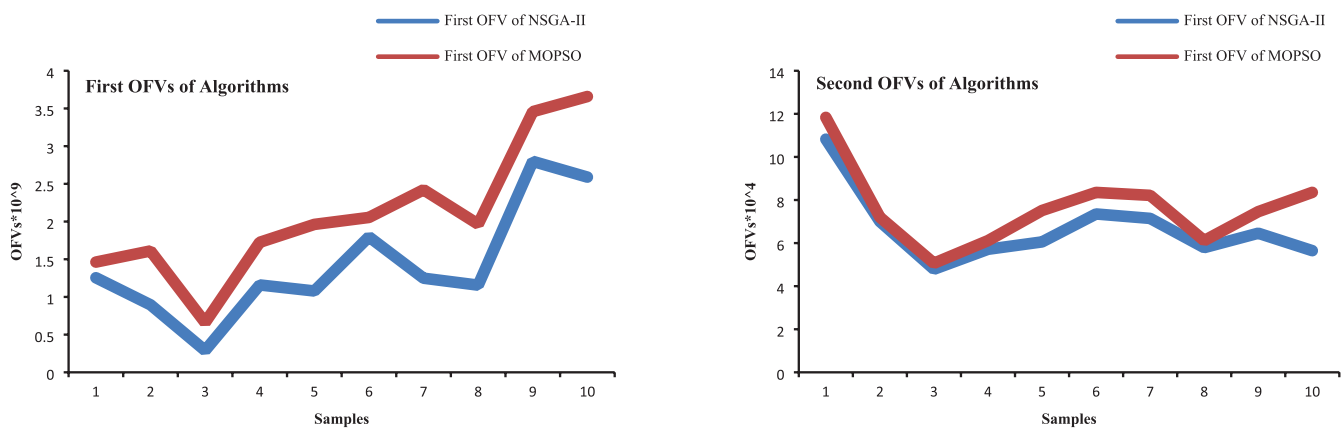 First OFV of NSGA-II
First OFV of MOPSO
First OFVs of Algorithms
OFVs*10^9
4
3.5
3
2.5
2
1.5
1
0.5
0
1 2 3 4 5 6 7 8 9 10
Samples
First OFV of NSGA-II
First OFV of MOPSO
Second OFVs of Algorithms
OFVs*10^4
14
12
10
8
6
4
2
0
1 2 3 4 5 6 7 8 9 10
Samples